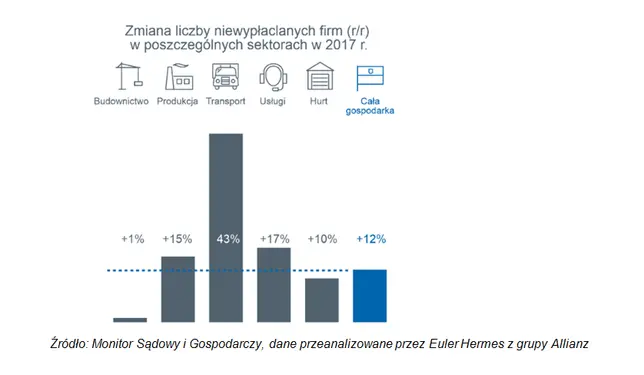 Zmiana liczby niewypłacalnych firm (r/r)
w poszczególnych sektorach w 2017 r.
Budownictwo Produkcja Transport Usługi Hurt Cała
gospodarka
+1% +15% 43% +17% +10% +12%
Źródło: Monitor Sądowy i Gospodarczy, dane przeanalizowane przez Euler Hermes z grupy Allianz